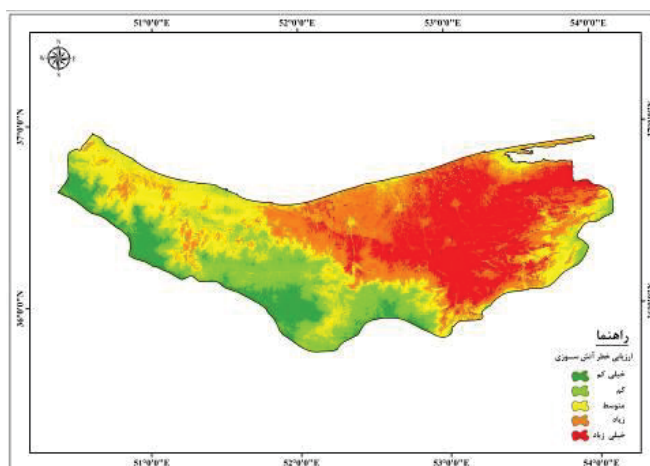 51°0'0"E 52°0'0"E 53°0'0"E 54°0'0"E
37°0'0"N
36°0'0"N
راهنما
ارزیابی خطر آتش سوزی
خیلی کم
کم
متوسط
زیاد
خیلی زیاد
51°0'0"E 52°0'0"E 53°0'0"E 54°0'0"E